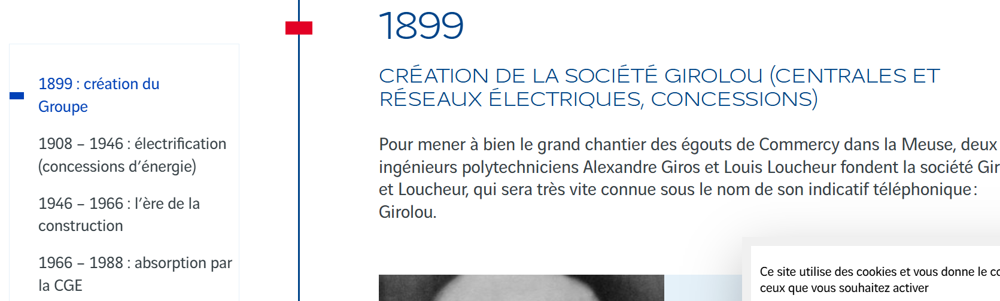 1899 : création du
Groupe
1908 – 1946 : électrification
(concessions d’énergie)
1946 – 1966 : l’ère de la
construction
1966 – 1988 : absorption par
la CGE
1899
CRÉATION DE LA SOCIÉTÉ GIROLOU (CENTRALES ET
RÉSEAUX ÉLECTRIQUES, CONCESSIONS)
Pour mener à bien le grand chantier des égouts de Commercy dans la Meuse, deux
ingénieurs polytechniciens Alexandre Giros et Louis Loucheur fondent la société
et Loucheur, qui sera très vite connue sous le nom de son indicatif téléphonique :
Girolou.
Ce site utilise des cookies et vous donne le
ceux que vous souhaitez activer